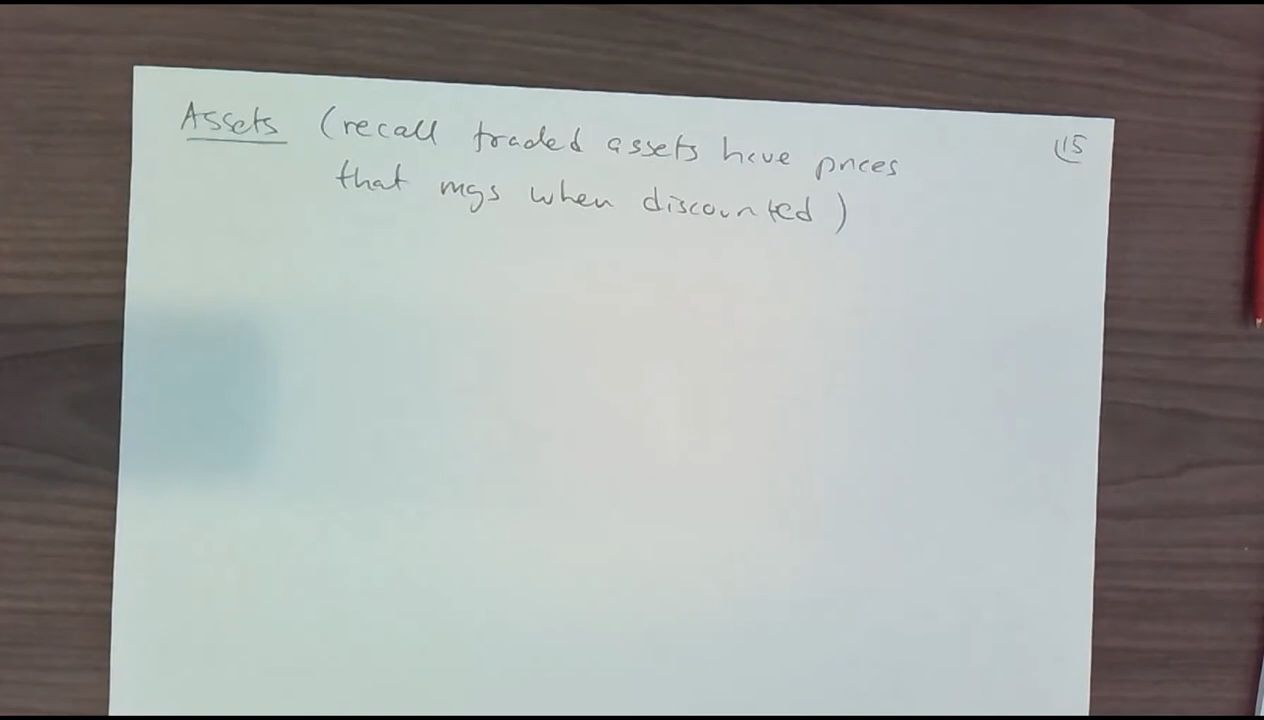 Assets (recall traded assets have prices
that mgs when discounted)
15